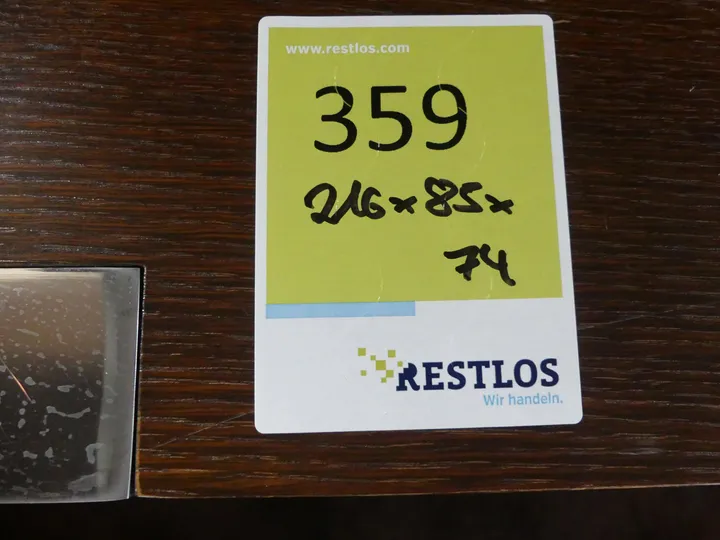 www.restlos.com
359
216x85x
74
RESTLOS
Wir handeln.